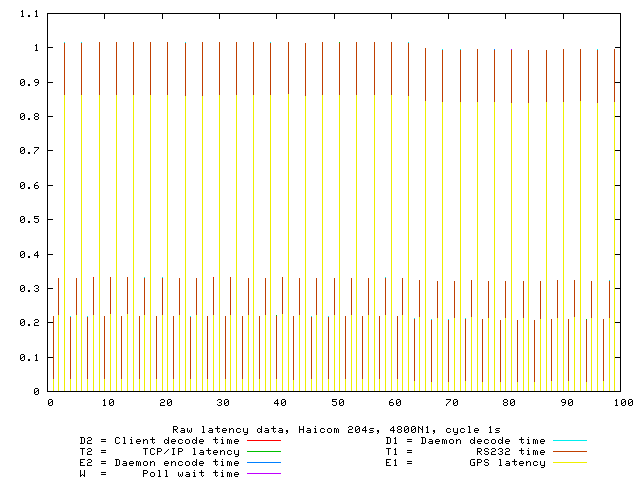 1.1
1
0.9
0.8
0.7
0.6
0.5
0.4
0.3
0.2
0.1
0
0 10 20 30 40 50 60 70 80 90 100
Raw latency data, Haicom 204s, 4800N1, cycle 1s
D2 = Client decode time D1 = Daemon decode time
T2 = TCP/IP latency T1 = RS232 time
E2 = Daemon encode time E1 = GPS latency
W = Poll wait time